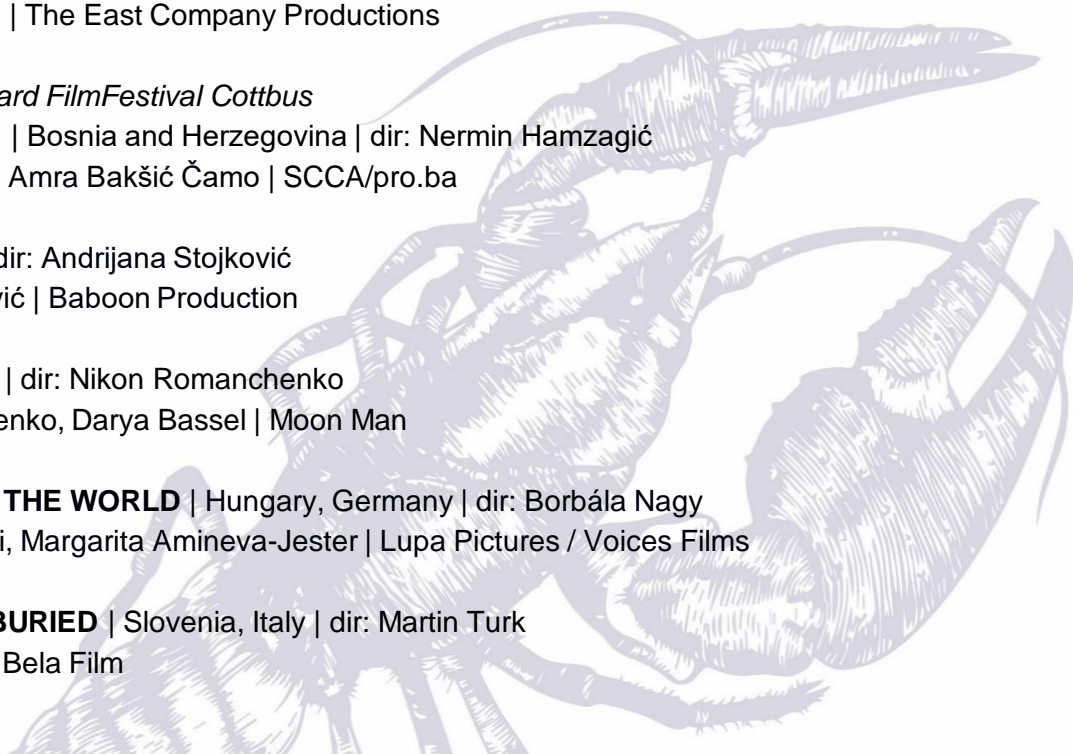 | The East Company Productions
ard FilmFestival Cottbus
| Bosnia and Herzegovina | dir: Nermin Hamzagić
Amra Bakšić Čamo | SCCA/pro.ba
dir: Andrijana Stojković
vić | Baboon Production
| dir: Nikon Romanchenko
enko, Darya Bassel | Moon Man
THE WORLD | Hungary, Germany | dir: Borbála Nagy
i, Margarita Amineva-Jester | Lupa Pictures / Voices Films
BURIED | Slovenia, Italy | dir: Martin Turk
Bela Film